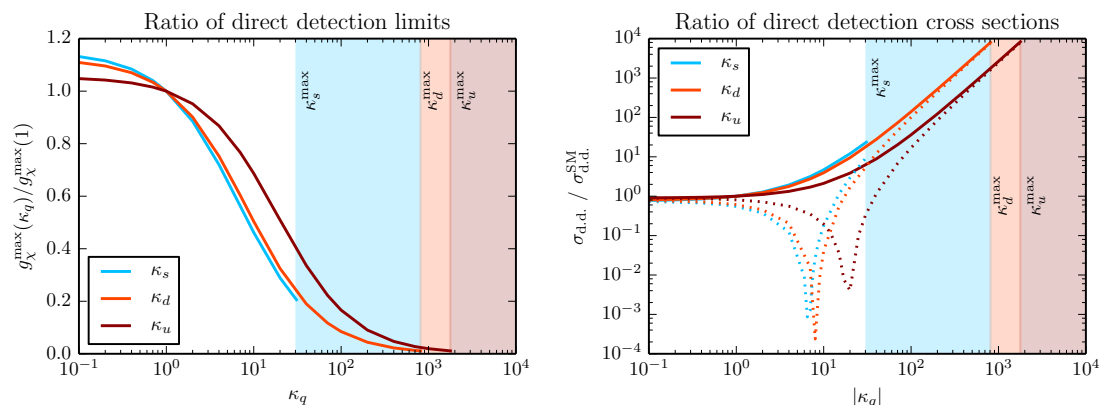 Ratio of direct detection limits
g_χ^max(κ_q)/g_χ^max(1)
1.2
1.0
0.8
0.6
0.4
0.2
0.0
κ_s^max
κ_d^max
κ_u^max
κ_s
κ_d
κ_u
10^−1 10^0 10^1 10^2 10^3 10^4
κ_q
Ratio of direct detection cross sections
σ_d.d. / σ_d.d.^SM
10^4
10^3
10^2
10^1
10^0
10^−1
10^−2
10^−3
10^−4
κ_s
κ_d
κ_u
κ_s^max
κ_d^max
κ_u^max
10^−1 10^0 10^1 10^2 10^3 10^4
|κ_q|